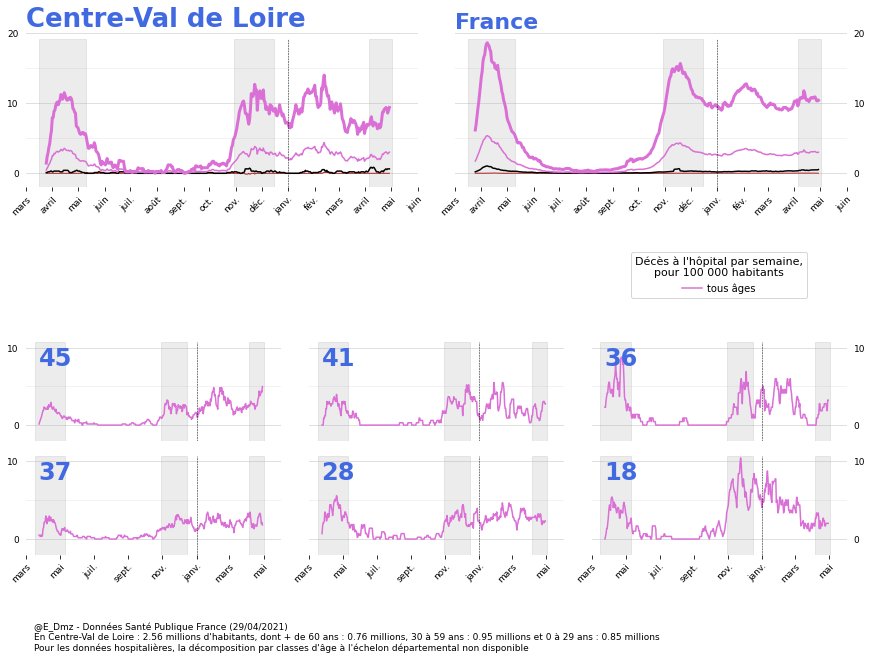 Centre-Val de Loire
France
20
10
0
mars avril mai juin juil. août sept. oct. nov. déc. janv. fév. mars avril mai juin
20
10
0
mars avril mai juin juil. août sept. oct. nov. déc. janv. fév. mars avril mai juin
Décès à l'hôpital par semaine,
pour 100 000 habitants
tous âges
10
0
45
41
36
10
0
10
0
37
28
18
10
0
mars mai juil. sept. nov. janv. mars mai
mars mai juil. sept. nov. janv. mars mai
mars mai juil. sept. nov. janv. mars mai
@E_Dmz - Données Santé Publique France (29/04/2021)
En Centre-Val de Loire : 2.56 millions d'habitants, dont + de 60 ans : 0.76 millions, 30 à 59 ans : 0.95 millions et 0 à 29 ans : 0.85 millions
Pour les données hospitalières, la décomposition par classes d'âge à l'échelon départemental non disponible